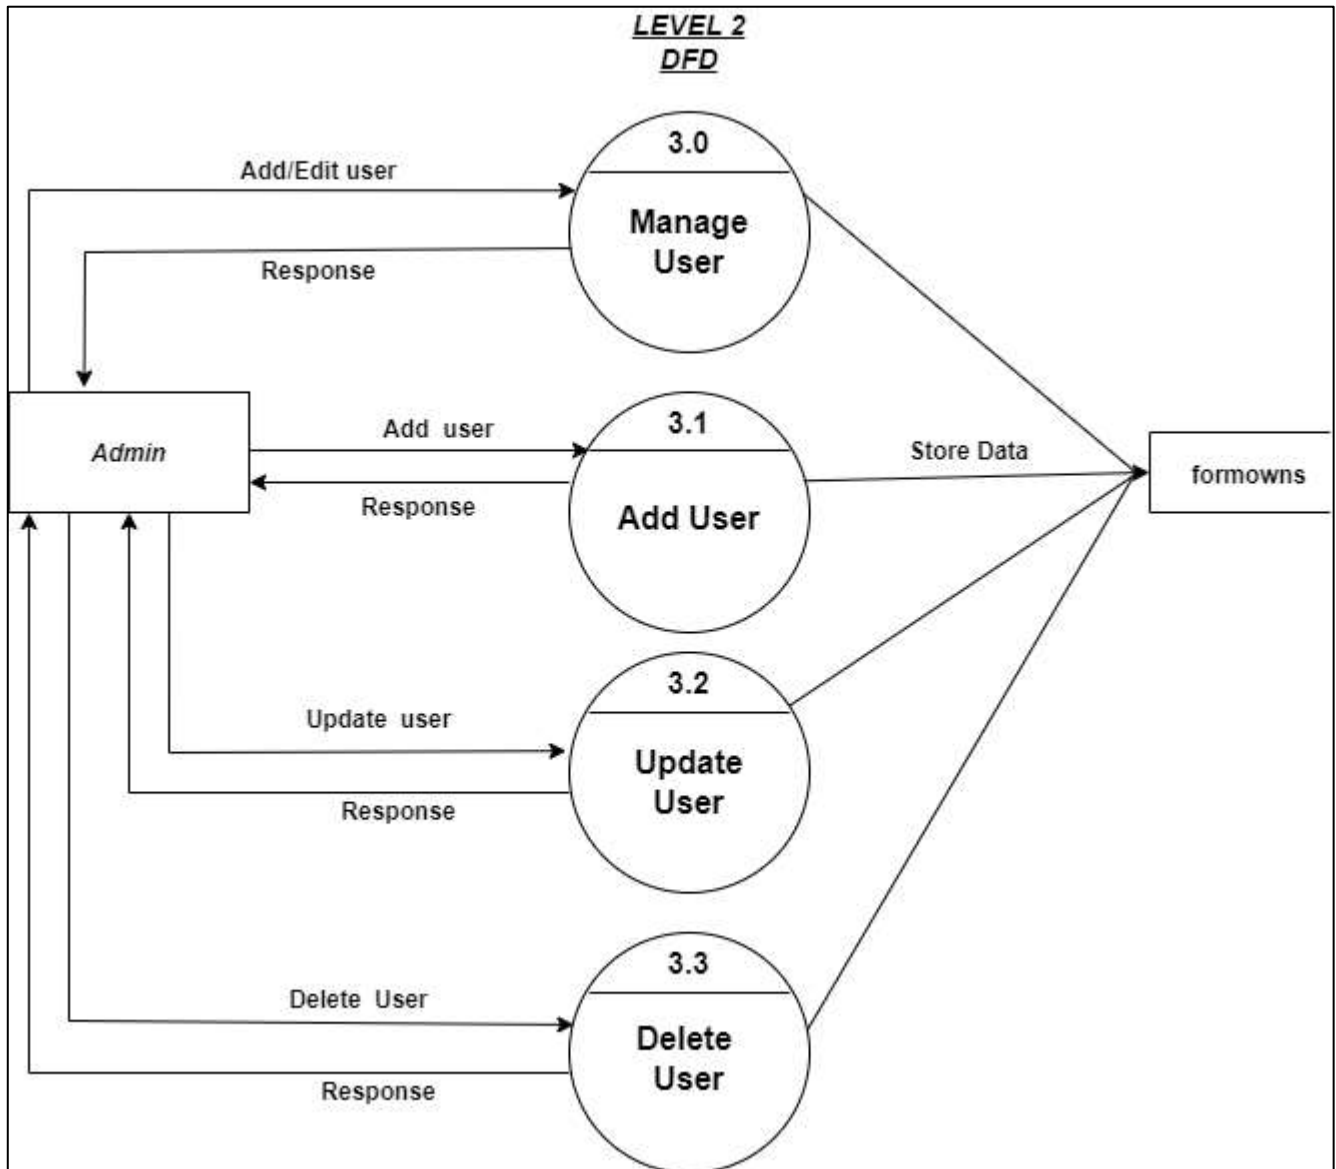 LEVEL 2
DFD
3.0
Add/Edit user
Manage
User
Response
3.1
Add user
Admin
Store Data
formowns
Response
Add User
3.2
Update user
Update
User
Response
3.3
Delete User
Delete
User
Response